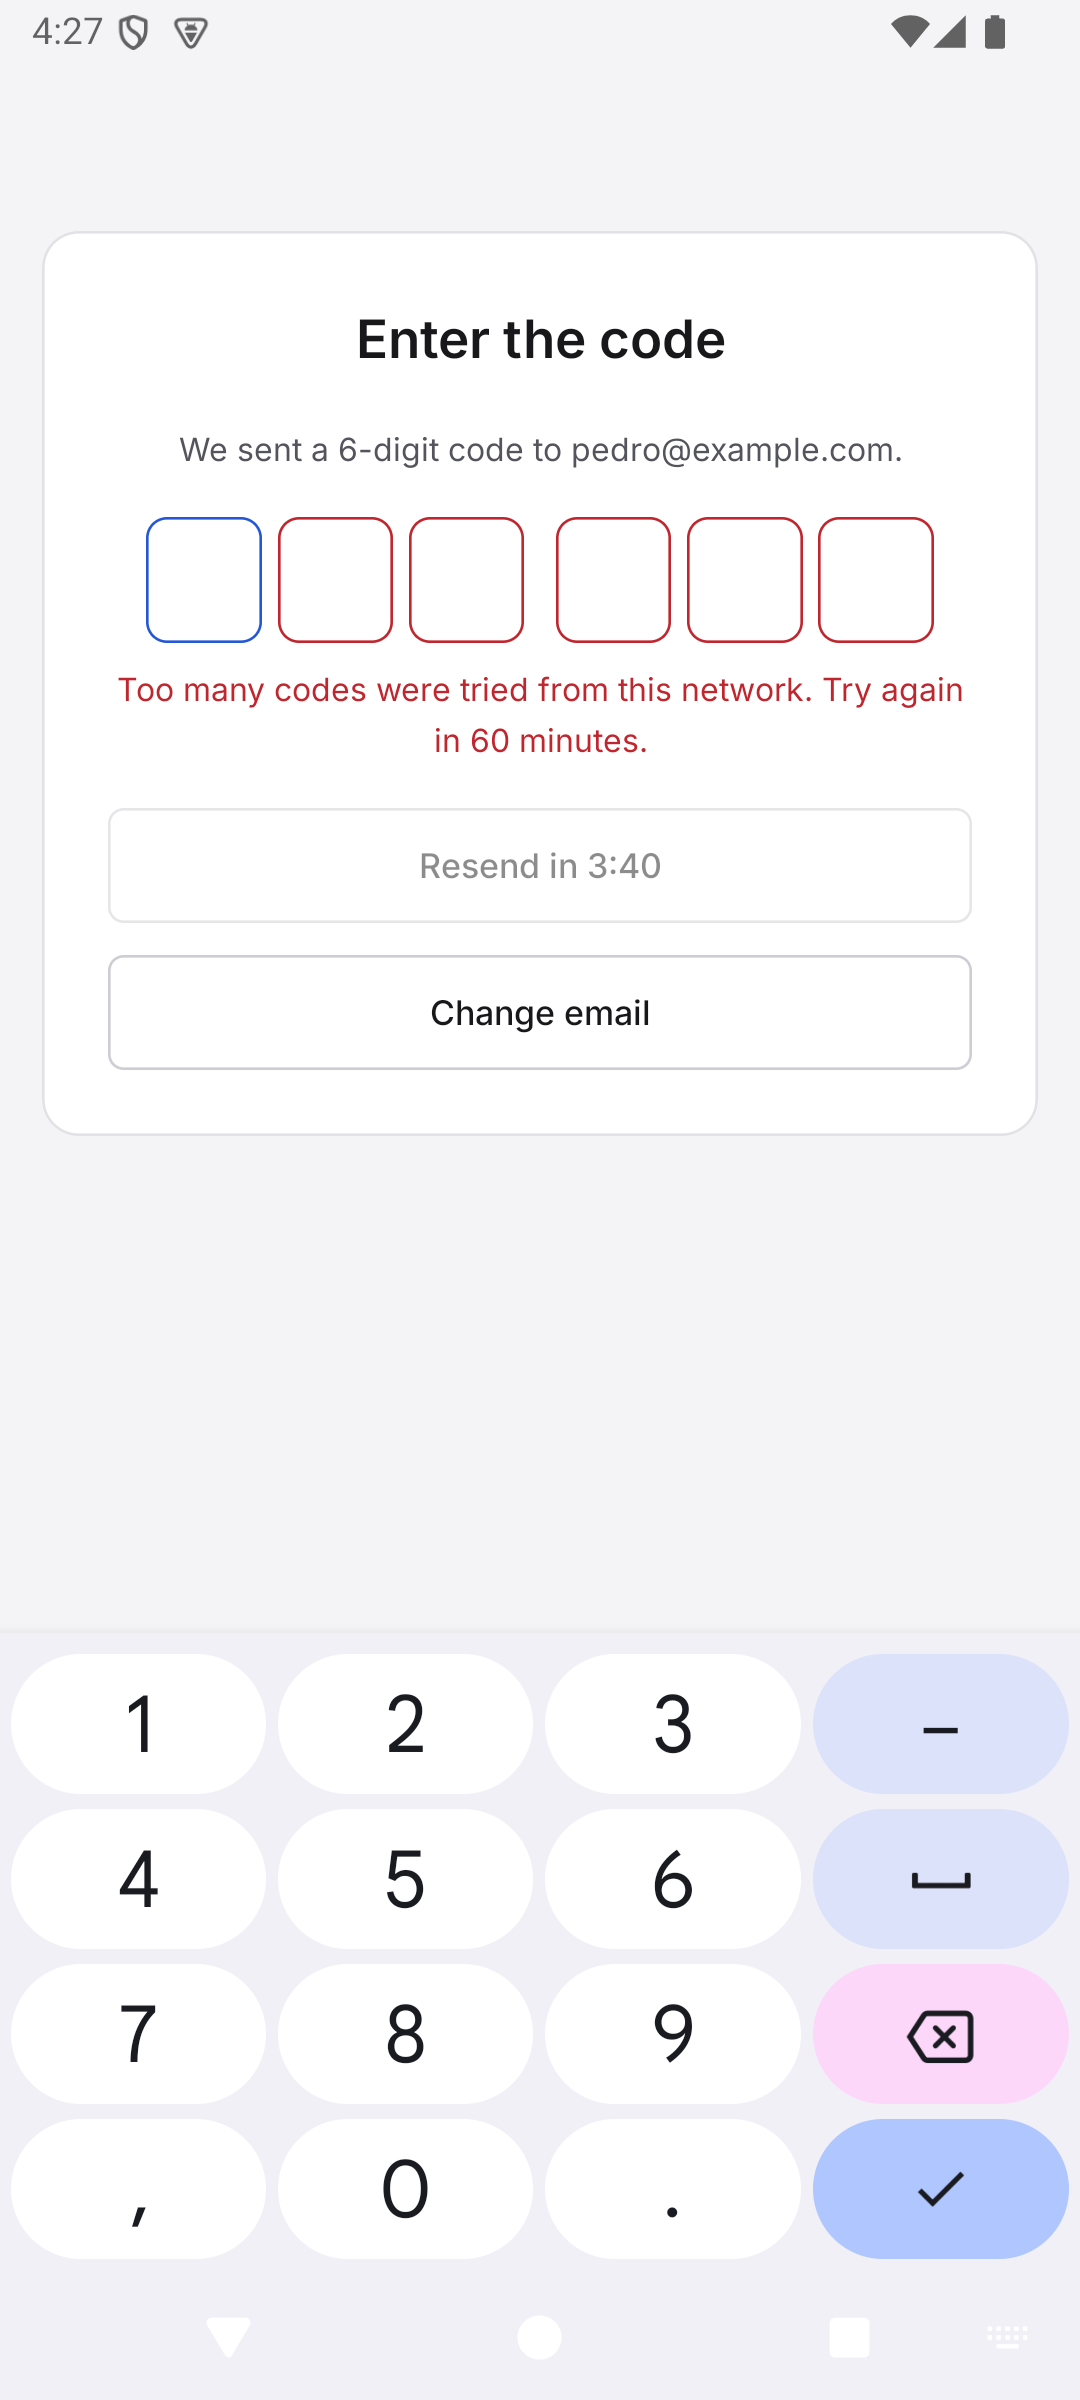 4:27
Enter the code
We sent a 6-digit code to pedro@example.com.
Too many codes were tried from this network. Try again
in 60 minutes.
Resend in 3:40
Change email
1 2 3 –
4 5 6
7 8 9
, 0 .